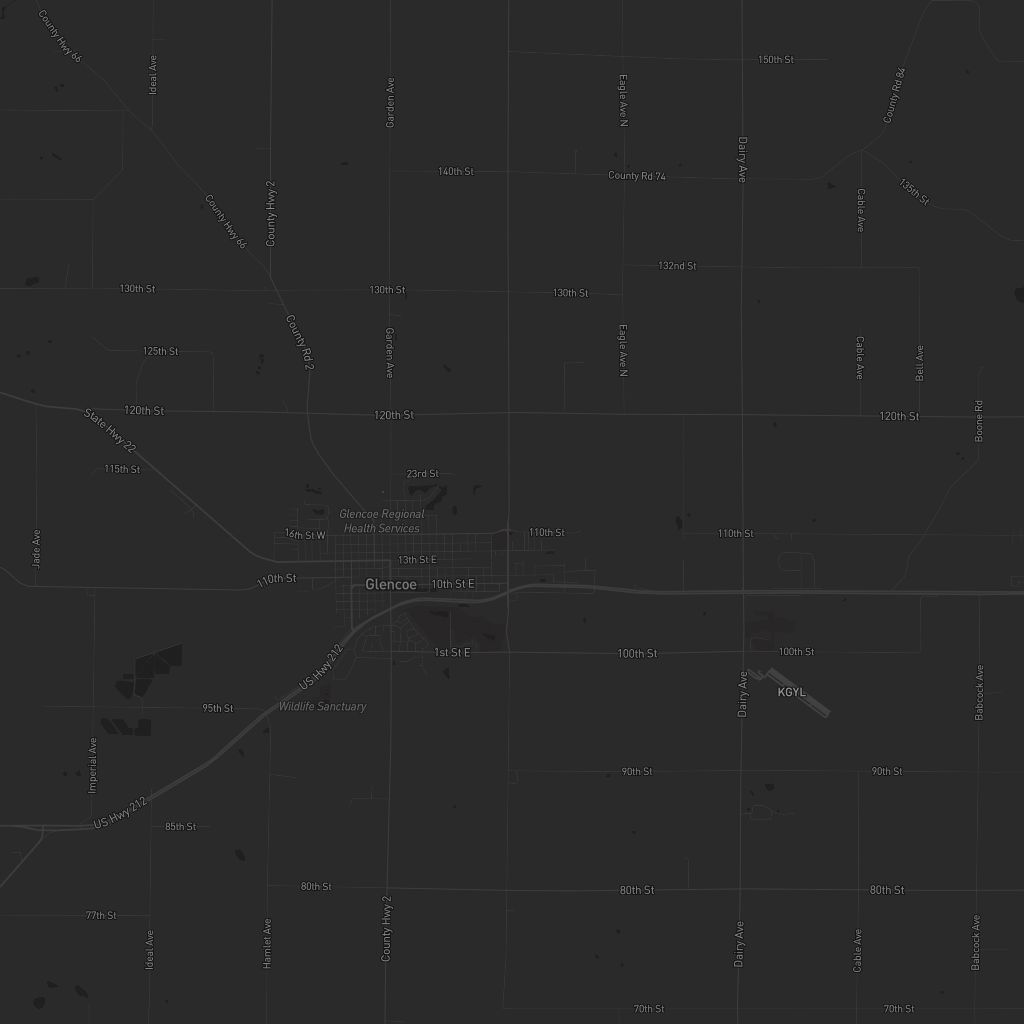 County Hwy 66
Ideal Ave
Garden Ave
Eagle Ave N
150th St
County Rd 84
Dairy Ave
140th St
County Rd 74
County Hwy 2
County Hwy 66
Cable Ave
135th St
132nd St
130th St
130th St
130th St
County Rd 2
Garden Ave
Eagle Ave N
125th St
Cable Ave
Bell Ave
120th St
120th St
120th St
Boone Rd
State Hwy 22
115th St
23rd St
Glencoe Regional
Health Services
16th St W
110th St
110th St
Jade Ave
13th St E
110th St
Glencoe
10th St E
1st St E
100th St
100th St
US Hwy 212
Dairy Ave
KGYL
Babcock Ave
95th St
Wildlife Sanctuary
Imperial Ave
90th St
90th St
US Hwy 212
85th St
80th St
80th St
80th St
77th St
County Hwy 2
Ideal Ave
Hamlet Ave
Dairy Ave
Cable Ave
Babcock Ave
70th St
70th St